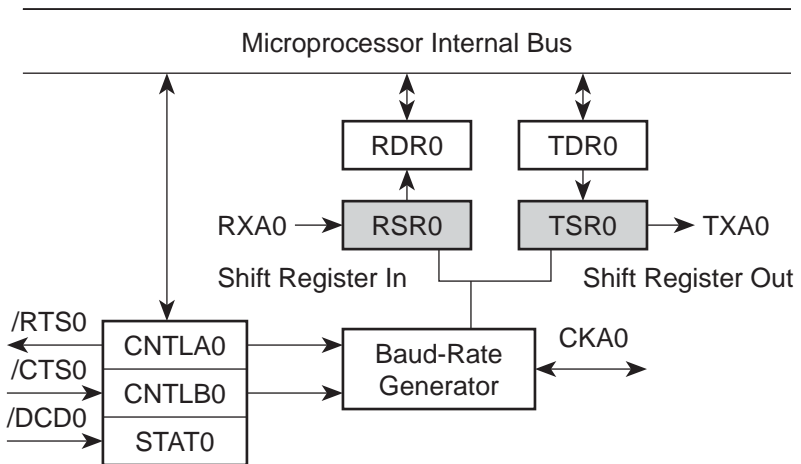 Microprocessor Internal Bus
RDR0
TDR0
RXA0
RSR0
TSR0
TXA0
Shift Register In
Shift Register Out
/RTS0
CNTLA0
Baud-Rate
Generator
CKA0
/CTS0
CNTLB0
/DCD0
STAT0